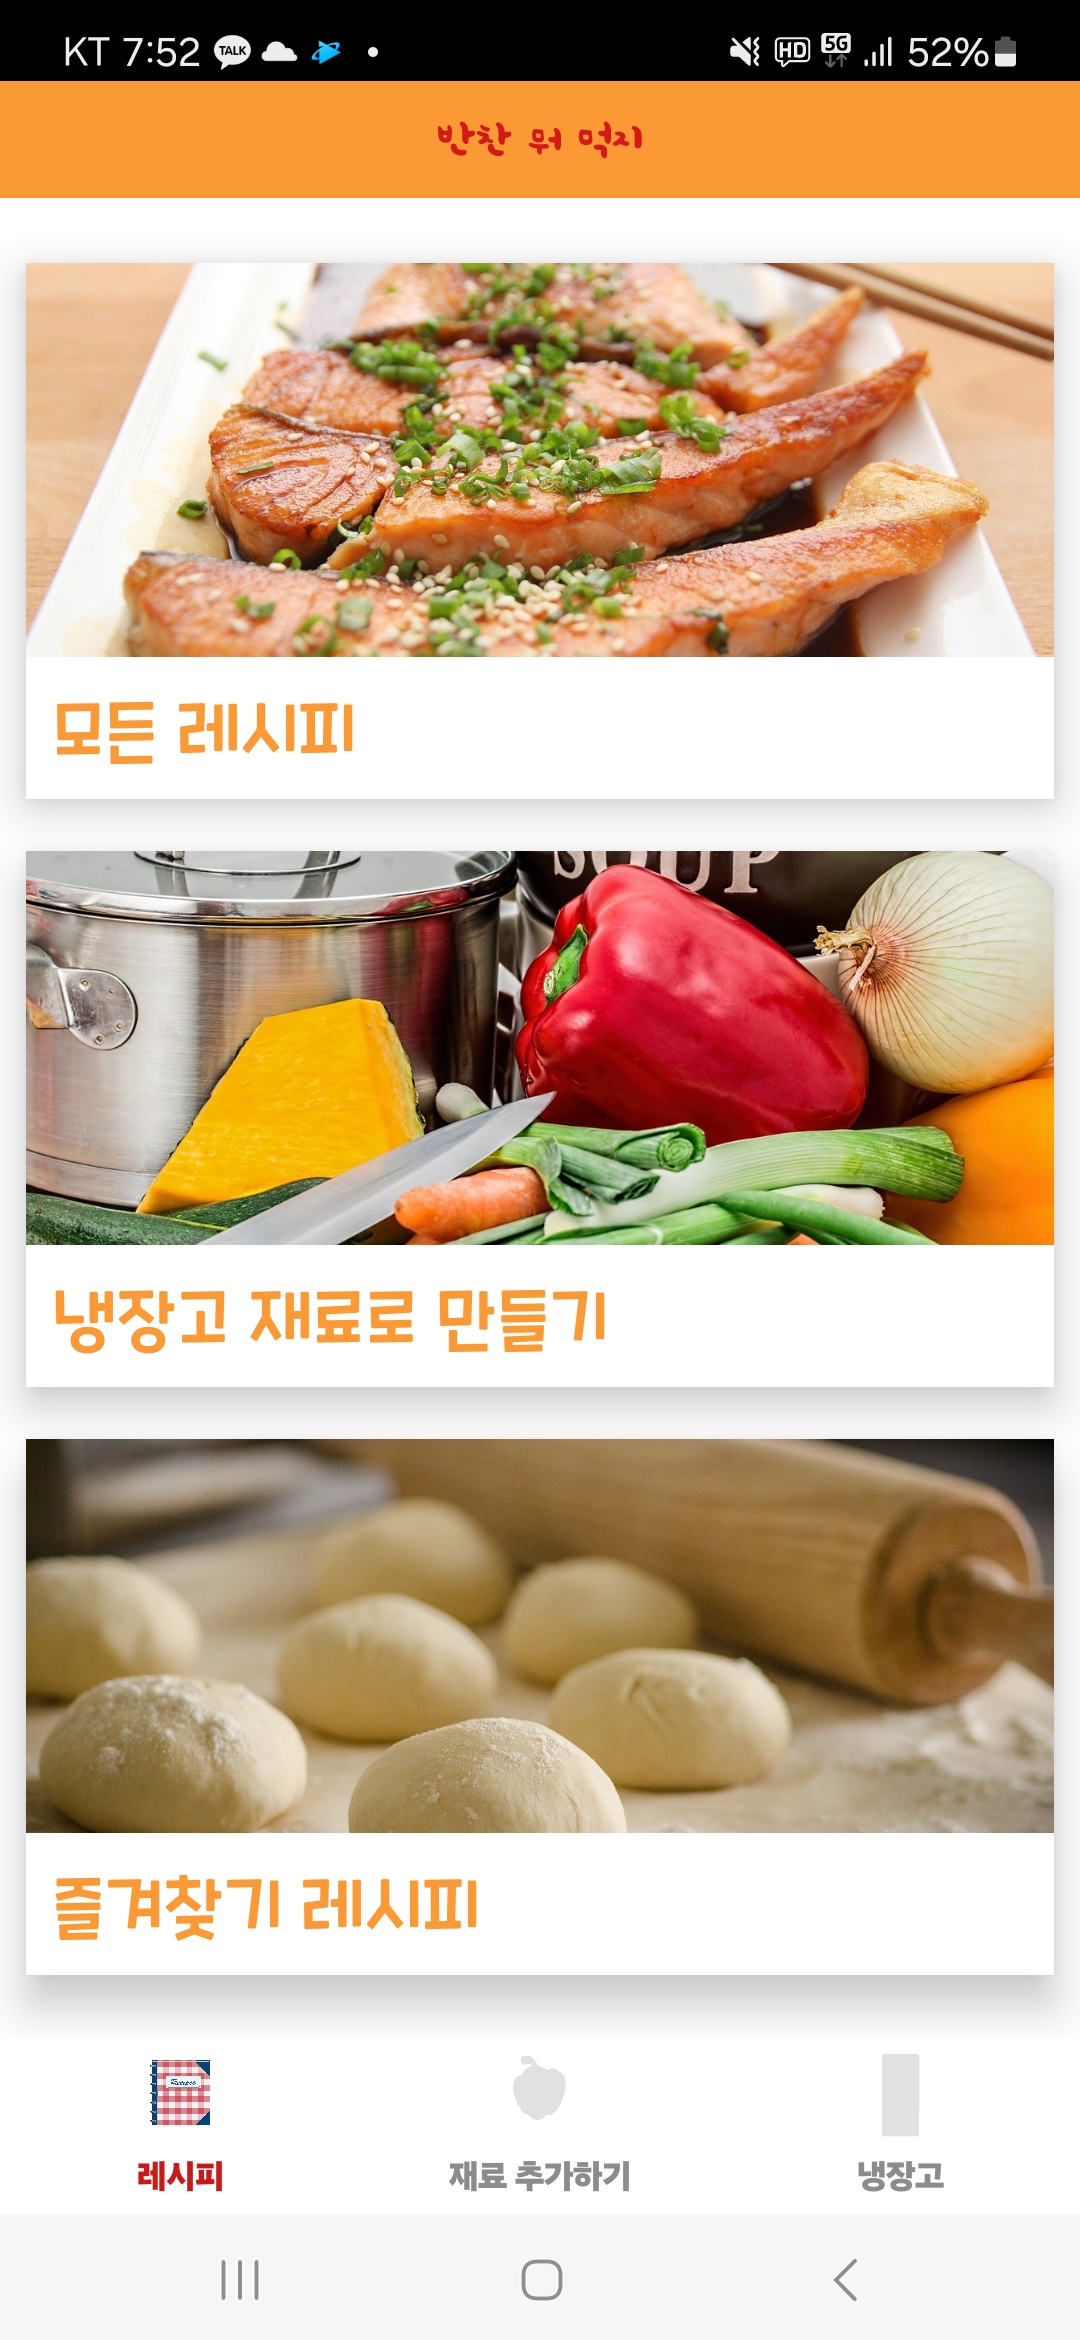 KT 7:52 TALK
HD 5G 52%
반찬 뭐 먹지
모든 레시피
SOUP
냉장고 재료로 만들기
즐겨찾기 레시피
Recipes
레시피
재료 추가하기
냉장고